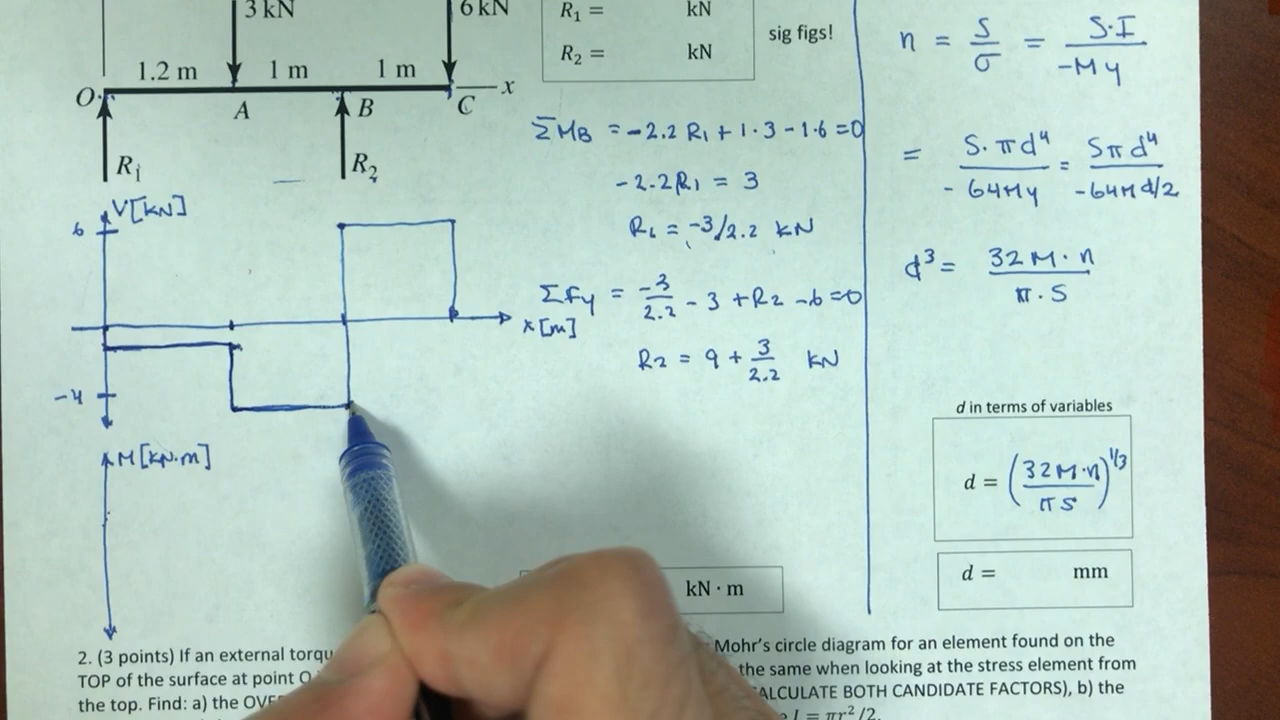 3 kN
6 kN
1.2 m
1 m
1 m
O
A
B
C
x
R₁
R₂
V[kN]
6
-4
x[m]
M[kN.m]
R₁ = kN
R₂ = kN
sig figs!
ΣMB = -2.2 R₁ + 1·3 - 1·6 = 0
-2.2R₁ = 3
R₁ = -3/2.2 kN
ΣFy = -3/2.2 - 3 + R2 - 6 = 0
R2 = 9 + 3/2.2 kN
n = S/σ = S·I/-My
= S·πd⁴/-64My = Sπd⁴/-64Md/2
d³ = 32M·n/π·S
d in terms of variables
d = (32M·n/πS)^1/3
d = mm
kN · m
2. (3 points) If an external torqu
Mohr's circle diagram for an element found on the
TOP of the surface at point O
the same when looking at the stress element from
the top. Find: a) the OVE
ALCULATE BOTH CANDIDATE FACTORS), b) the
= πr²/2.